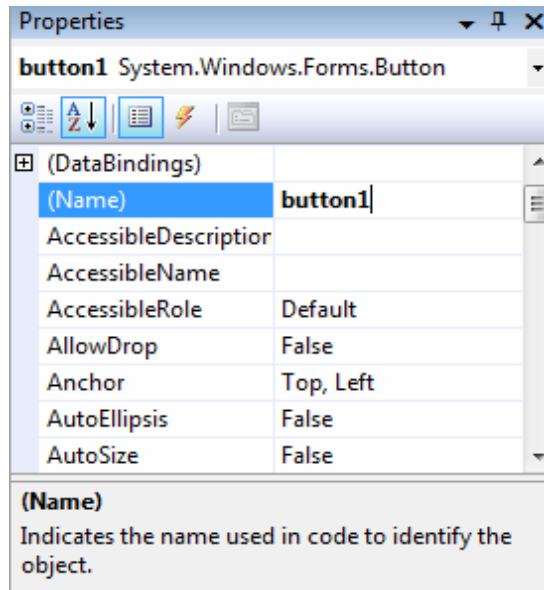 Properties
button1 System.Windows.Forms.Button
(DataBindings)
(Name) button1
AccessibleDescription
AccessibleName
AccessibleRole Default
AllowDrop False
Anchor Top, Left
AutoEllipsis False
AutoSize False
(Name)
Indicates the name used in code to identify the
object.